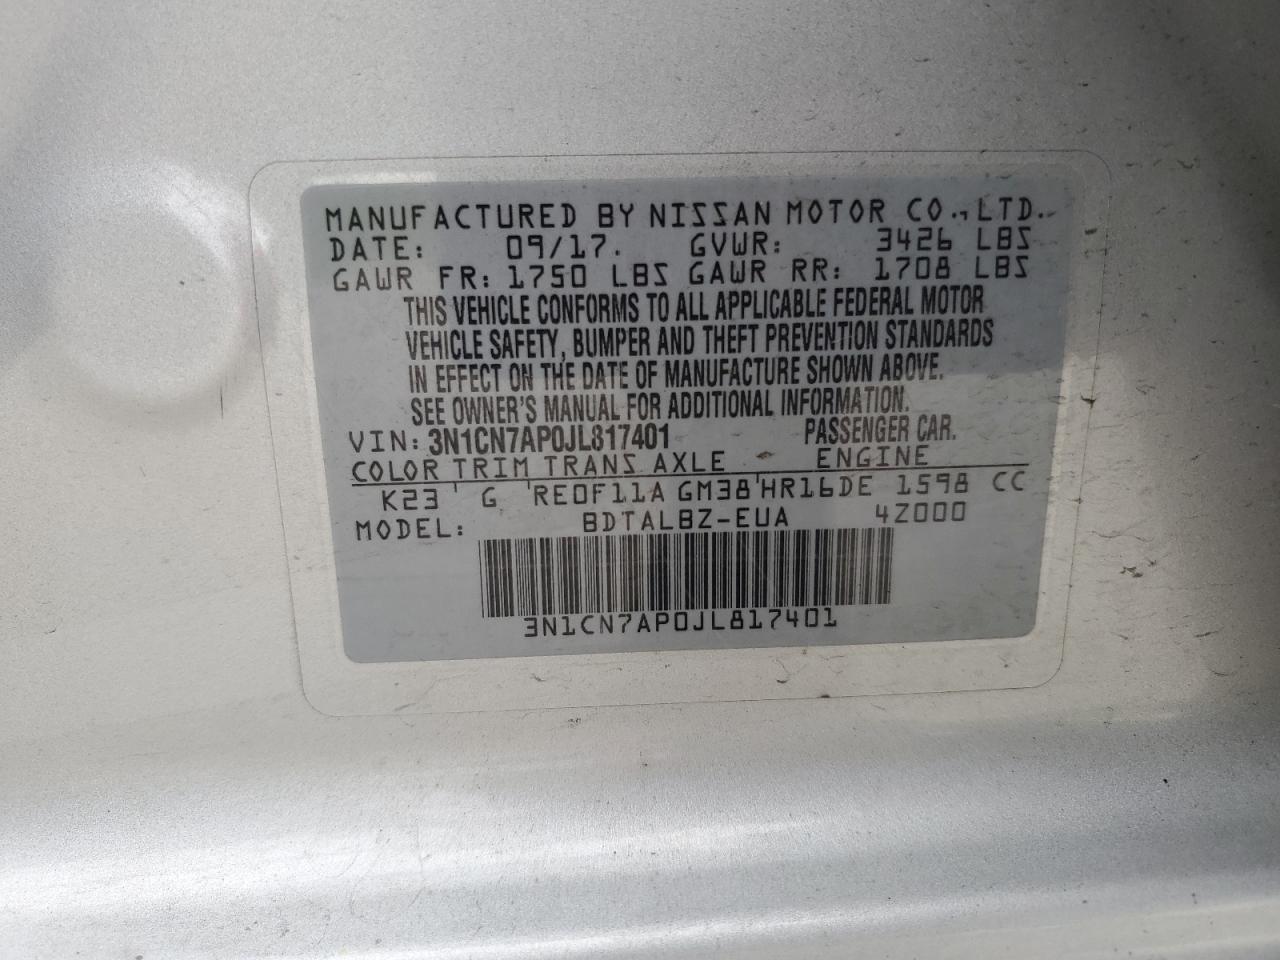 MANUFACTURED BY NISSAN MOTOR CO., LTD.
DATE: 09/17. GVWR: 3426 LBS
GAWR FR: 1750 LBS GAWR RR: 1708 LBS
THIS VEHICLE CONFORMS TO ALL APPLICABLE FEDERAL MOTOR
VEHICLE SAFETY, BUMPER AND THEFT PREVENTION STANDARDS
IN EFFECT ON THE DATE OF MANUFACTURE SHOWN ABOVE.
SEE OWNER'S MANUAL FOR ADDITIONAL INFORMATION.
VIN: 3N1CN7AP0JL817401 PASSENGER CAR.
COLOR TRIM TRANS AXLE ENGINE
K23 G RE0F11A GM38 HR16DE 1598 CC
MODEL: BDTALBZ-EUA 4Z000
3N1CN7AP0JL817401